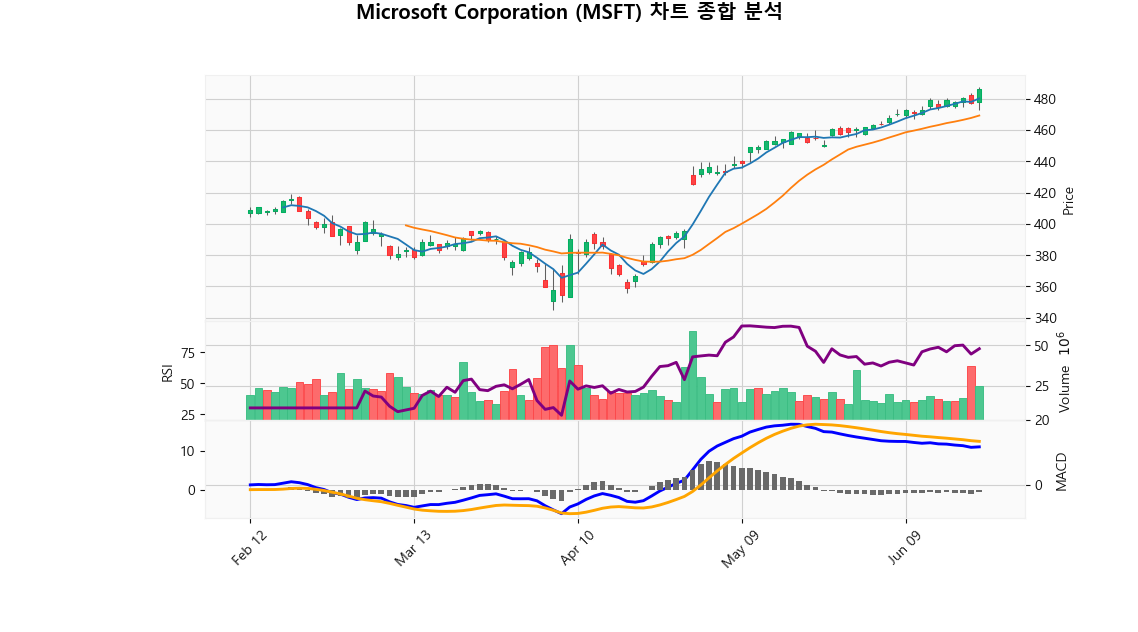 Microsoft Corporation (MSFT) 차트 종합 분석
480
460
440
420
400
380
360
340
Price
75
50
25
RSI
50
25
Volume 10⁶
20
10
0
0
MACD
Feb 12
Mar 13
Apr 10
May 09
Jun 09